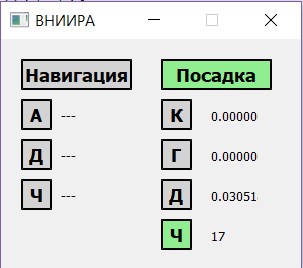 ВНИИРА
Навигация Посадка
А --- К 0.00000
Д --- Г 0.00000
Ч --- Д 0.03051
Ч 17